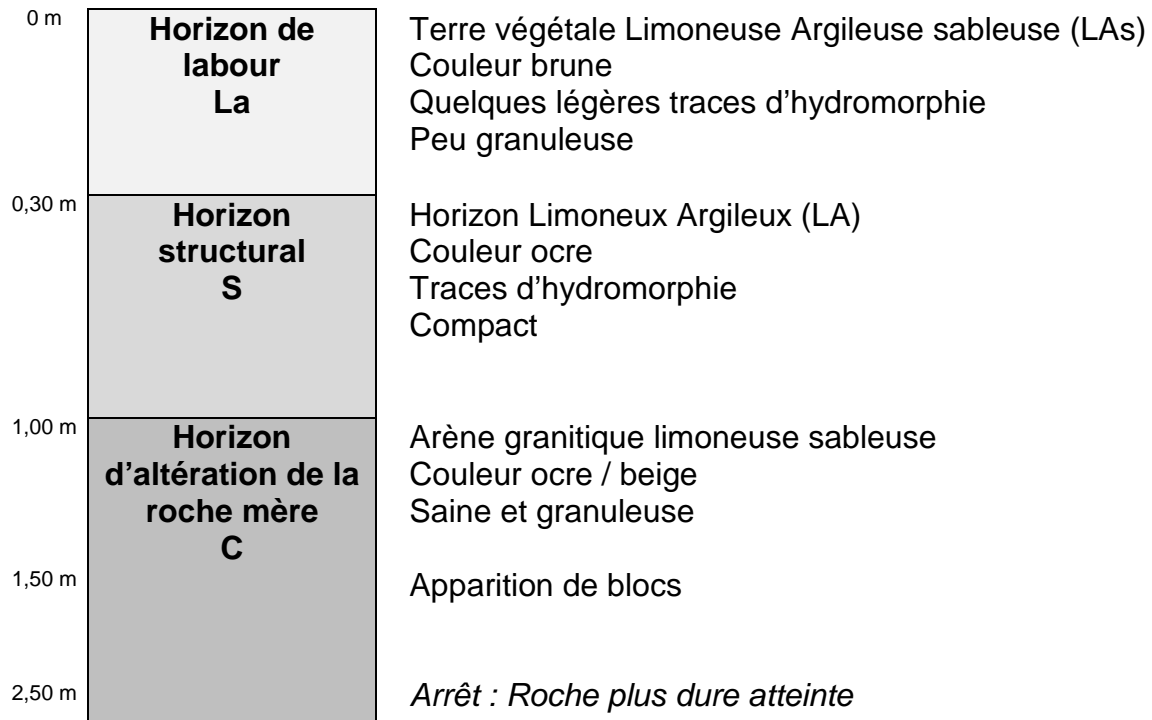 0 m
Horizon de
labour
La
Terre végétale Limoneuse Argileuse sableuse (LAs)
Couleur brune
Quelques légères traces d'hydromorphie
Peu granuleuse
0,30 m
Horizon
structural
S
Horizon Limoneux Argileux (LA)
Couleur ocre
Traces d'hydromorphie
Compact
1,00 m
Horizon
d'altération de la
roche mère
C
Arène granitique limoneuse sableuse
Couleur ocre / beige
Saine et granuleuse
1,50 m
Apparition de blocs
2,50 m
Arrêt : Roche plus dure atteinte